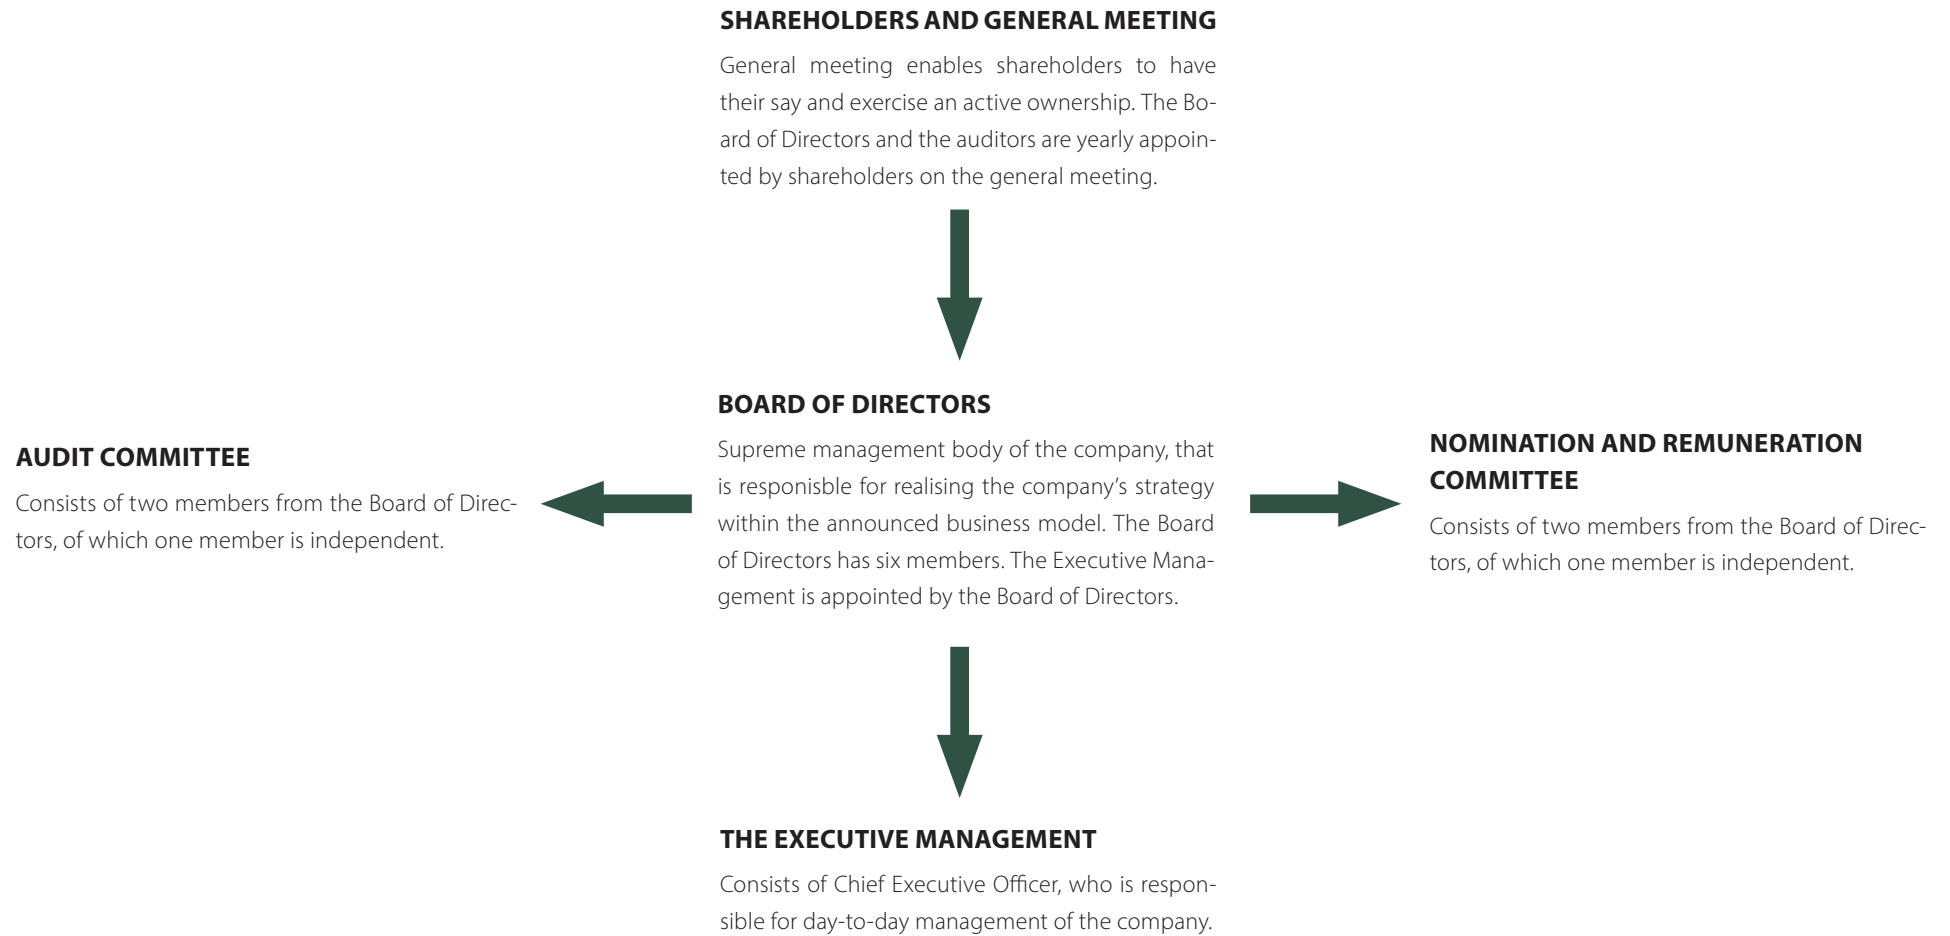 SHAREHOLDERS AND GENERAL MEETING
General meeting enables shareholders to have
their say and exercise an active ownership. The Bo-
ard of Directors and the auditors are yearly appoin-
ted by shareholders on the general meeting.
AUDIT COMMITTEE
Consists of two members from the Board of Direc-
tors, of which one member is independent.
BOARD OF DIRECTORS
Supreme management body of the company, that
is responisble for realising the company’s strategy
within the announced business model. The Board
of Directors has six members. The Executive Mana-
gement is appointed by the Board of Directors.
NOMINATION AND REMUNERATION
COMMITTEE
Consists of two members from the Board of Direc-
tors, of which one member is independent.
THE EXECUTIVE MANAGEMENT
Consists of Chief Executive Officer, who is respon-
sible for day-to-day management of the company.